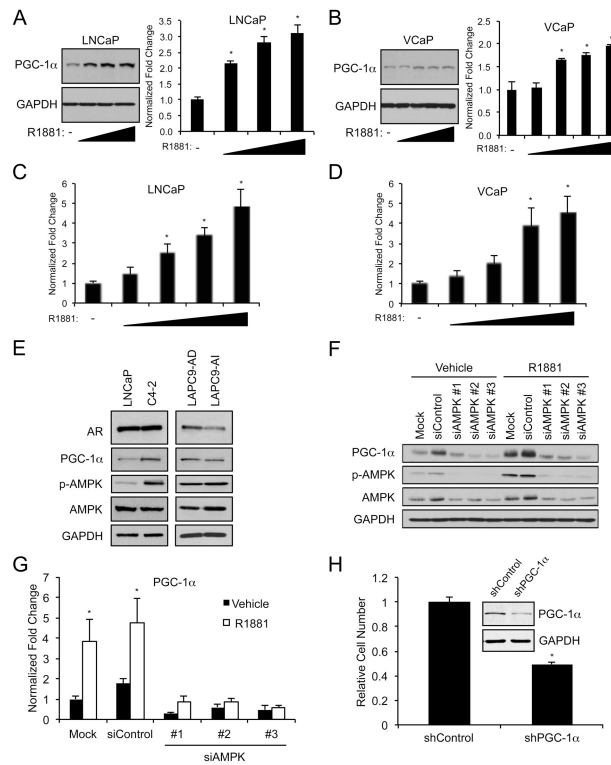 A
LNCaP
PGC-1α
GAPDH
R1881: -
LNCaP
Normalized Fold Change
3.5
3
2.5
2
1.5
1
0.5
0
*
*
*
R1881: -
B
VCaP
PGC-1α
GAPDH
R1881: -
VCaP
Normalized Fold Change
2.5
2
1.5
1
0.5
0
*
*
*
R1881: -
C
LNCaP
Normalized Fold Change
6
5
4
3
2
1
0
*
*
*
R1881: -
D
VCaP
Normalized Fold Change
6
5
4
3
2
1
0
*
*
R1881: -
E
LNCaP
C4-2
LAPC9-AD
LAPC9-AI
AR
PGC-1α
p-AMPK
AMPK
GAPDH
F
Vehicle
R1881
Mock
siControl
siAMPK #1
siAMPK #2
siAMPK #3
Mock
siControl
siAMPK #1
siAMPK #2
siAMPK #3
PGC-1α
p-AMPK
AMPK
GAPDH
G
PGC-1α
Normalized Fold Change
7
6
5
4
3
2
1
0
Vehicle
R1881
*
*
Mock
siControl
#1
#2
#3
siAMPK
H
Relative Cell Number
1.2
1
0.8
0.6
0.4
0.2
0
shControl
shPGC-1α
PGC-1α
GAPDH
*
shControl
shPGC-1α